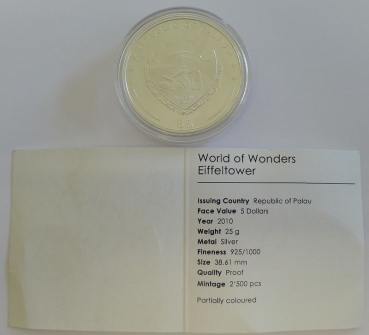 World of Wonders
Eiffeltower
Issuing Country Republic of Palau
Face Value 5 Dollars
Year 2010
Weight 25 g
Metal Silver
Fineness 925/1000
Size 38.61 mm
Quality Proof
Mintage 2'500 pcs
Partially coloured